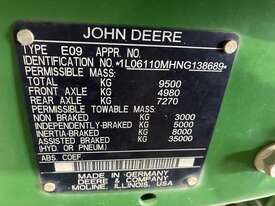 JOHN DEERE
TYPE E09 APPR. NO.
IDENTIFICATION NO. *1L06110MHNG138689*
PERMISSIBLE MASS:
TOTAL KG 9500
FRONT AXLE KG 4980
REAR AXLE KG 7270
PERMISSIBLE TOWABLE MASS:
NON BRAKED KG 3000
INDEPENDENTLY-BRAKED KG 5000
INERTIA-BRAKED KG 8000
ASSISTED BRAKED KG 35000
(HYD. OR PNEU.)
ABS. COEF.
MADE IN GERMANY
DEERE & COMPANY
MOLINE, ILLINOIS, USA